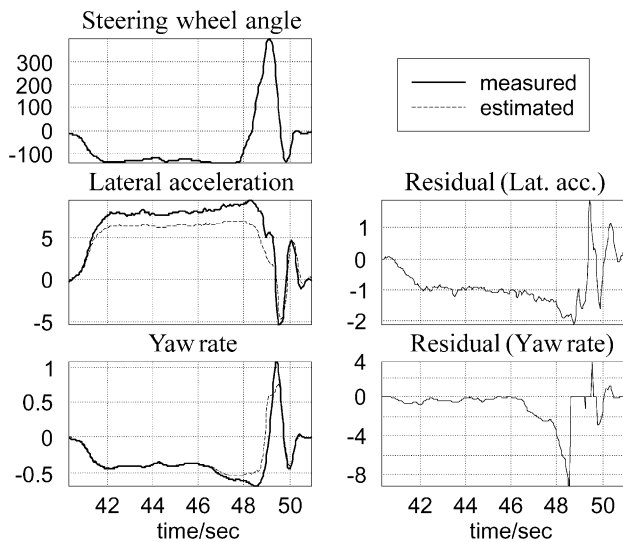 Steering wheel angle
300
200
100
0
-100
measured
estimated
Lateral acceleration
5
0
-5
Residual (Lat. acc.)
1
0
-1
-2
Yaw rate
1
0.5
0
-0.5
42 44 46 48 50
time/sec
Residual (Yaw rate)
4
0
-4
-8
42 44 46 48 50
time/sec